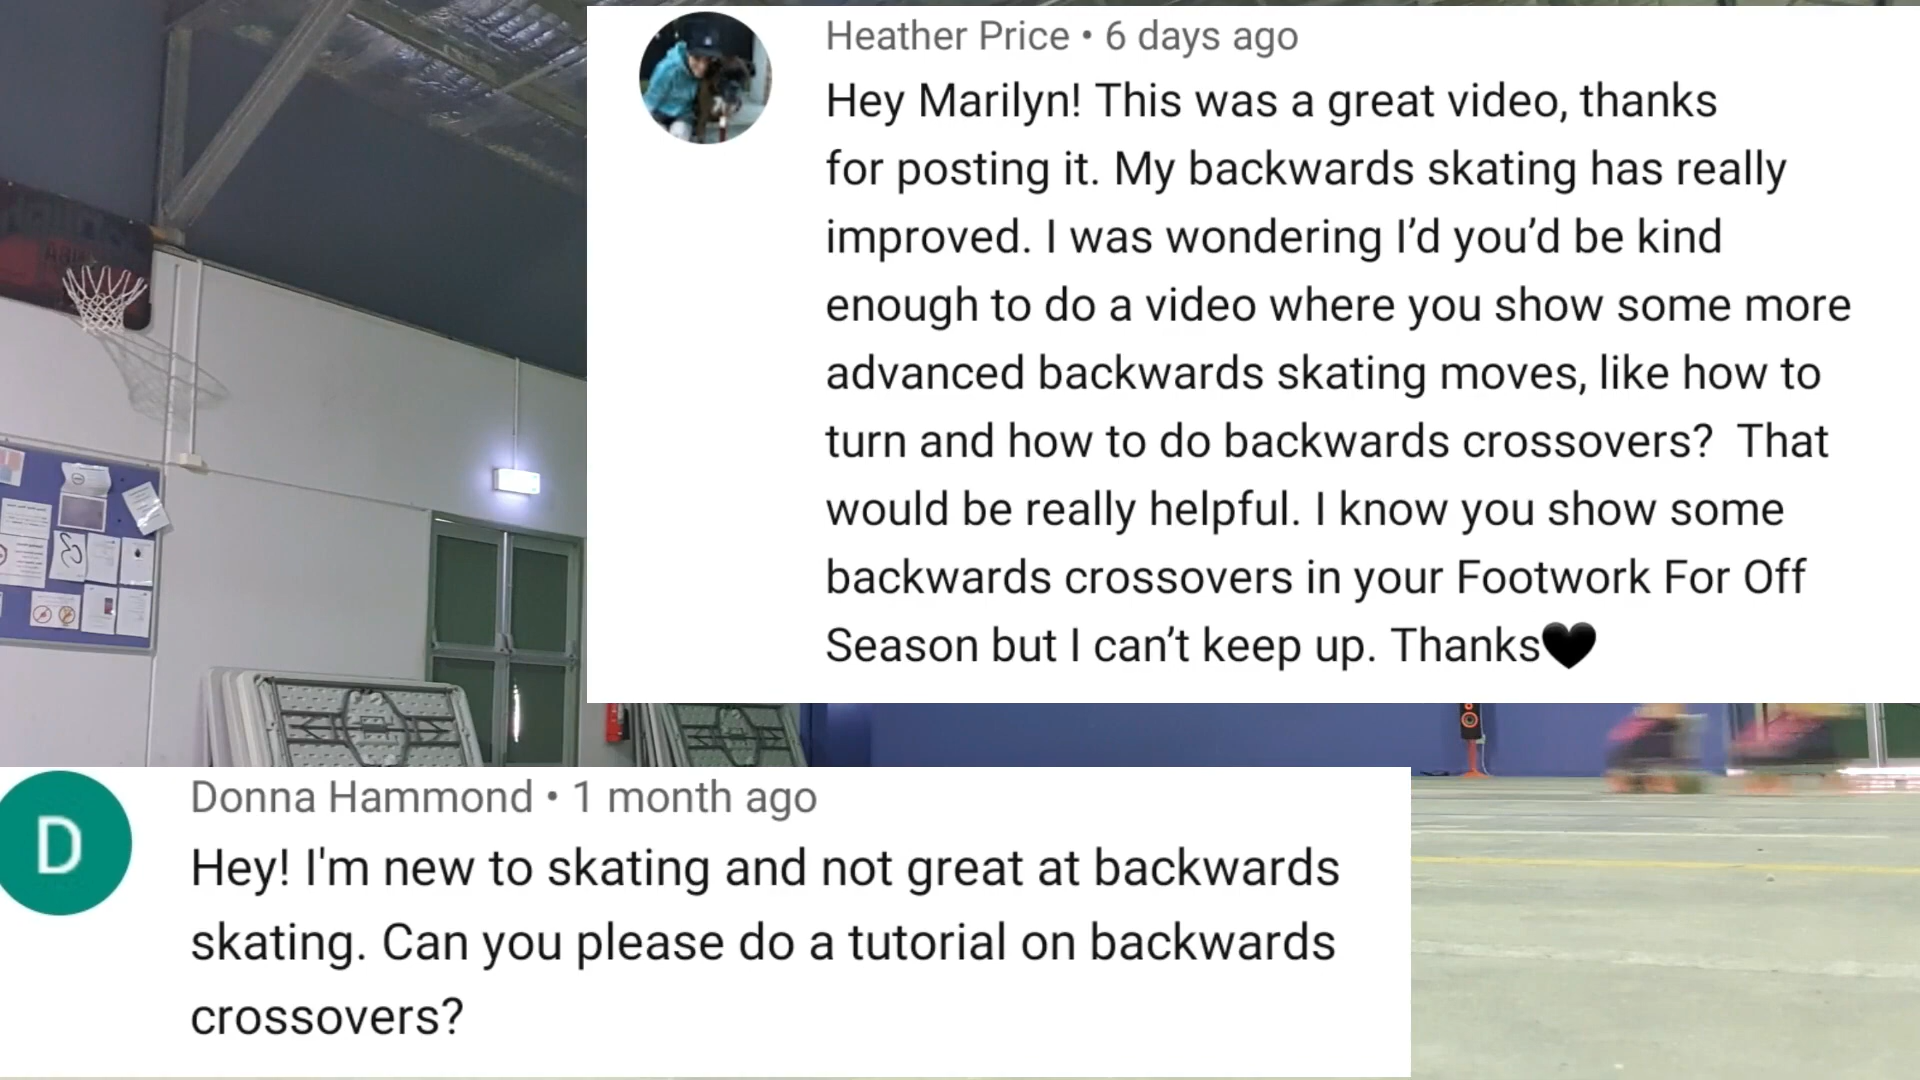 Heather Price • 6 days ago
Hey Marilyn! This was a great video, thanks
for posting it. My backwards skating has really
improved. I was wondering I’d you’d be kind
enough to do a video where you show some more
advanced backwards skating moves, like how to
turn and how to do backwards crossovers?  That
would be really helpful. I know you show some
backwards crossovers in your Footwork For Off
Season but I can’t keep up. Thanks🖤
D
Donna Hammond • 1 month ago
Hey! I'm new to skating and not great at backwards
skating. Can you please do a tutorial on backwards
crossovers?